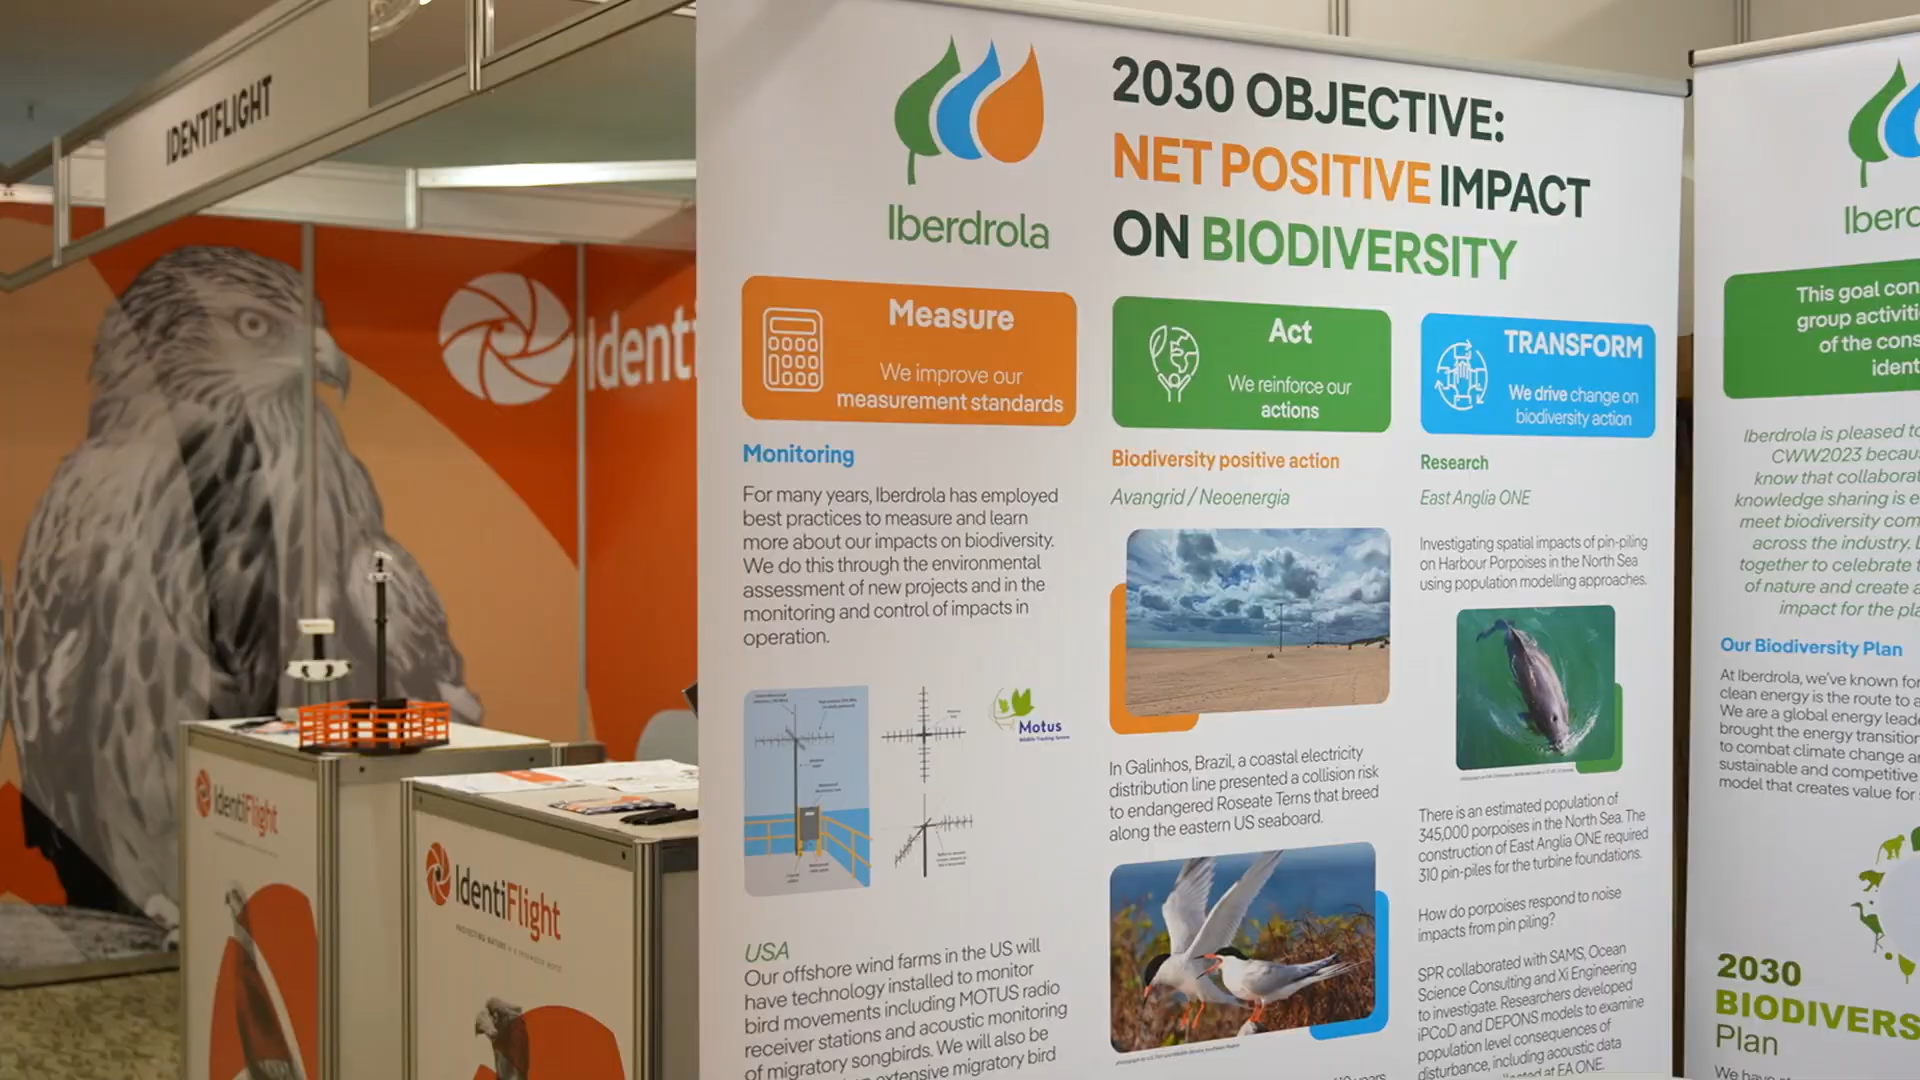 IDENTIFLIGHT
Identi
IdentiFlight
IdentiFlight
Iberdrola
2030 OBJECTIVE:
NET POSITIVE IMPACT
ON BIODIVERSITY
Measure
We improve our
measurement standards
Monitoring
For many years, Iberdrola has employed
best practices to measure and learn
more about our impacts on biodiversity.
We do this through the environmental
assessment of new projects and in the
monitoring and control of impacts in
operation.
Motus
USA
Our offshore wind farms in the US will
have technology installed to monitor
bird movements including MOTUS radio
receiver stations and acoustic monitoring
of migratory songbirds. We will also be
extensive migratory bird
Act
We reinforce our
actions
Biodiversity positive action
Avangrid / Neoenergia
In Galinhos, Brazil, a coastal electricity
distribution line presented a collision risk
to endangered Roseate Terns that breed
along the eastern US seaboard.
TRANSFORM
We drive change on
biodiversity action
Research
East Anglia ONE
Investigating spatial impacts of pin-piling
on Harbour Porpoises in the North Sea
using population modelling approaches.
There is an estimated population of
345,000 porpoises in the North Sea. The
construction of East Anglia ONE required
310 pin-piles for the turbine foundations.
How do porpoises respond to noise
impacts from pin piling?
SPR collaborated with SAMS, Ocean
Science Consulting and Xi Engineering
to investigate. Researchers developed
iPCoD and DEPONS models to examine
population level consequences of
disturbance, including acoustic data
at EA ONE.
Iberd
This goal con
group activiti
of the cons
ident
Iberdrola is pleased to
CWW2023 becau
know that collaborat
knowledge sharing is e
meet biodiversity com
across the industry.
together to celebrate t
of nature and create a
impact for the pla
Our Biodiversity Plan
At Iberdrola, we've known for
clean energy is the route to a
We are a global energy leade
brought the energy transition
to combat climate change an
sustainable and competitive
model that creates value for
2030
BIODIVERS
Plan
We have